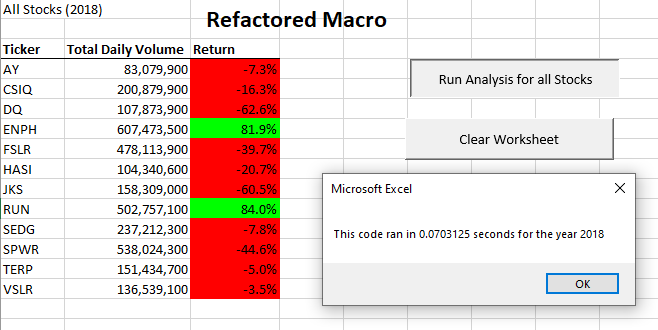 All Stocks (2018)
Refactored Macro
Ticker Total Daily Volume Return
AY 83,079,900 -7.3%
CSIQ 200,879,900 -16.3%
DQ 107,873,900 -62.6%
ENPH 607,473,500 81.9%
FSLR 478,113,900 -39.7%
HASI 104,340,600 -20.7%
JKS 158,309,000 -60.5%
RUN 502,757,100 84.0%
SEDG 237,212,300 -7.8%
SPWR 538,024,300 -44.6%
TERP 151,434,700 -5.0%
VSLR 136,539,100 -3.5%
Run Analysis for all Stocks
Clear Worksheet
Microsoft Excel
This code ran in 0.0703125 seconds for the year 2018
OK